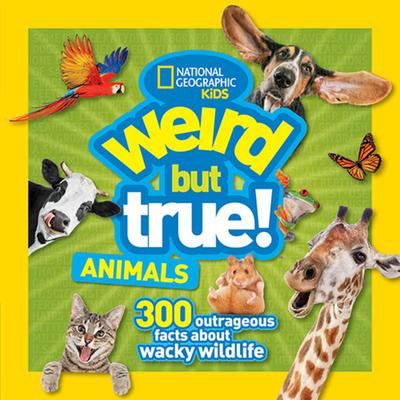 NATIONAL
GEOGRAPHIC
KiDS
weird
but
true!
ANIMALS
300 outrageous
facts about
wacky wildlife